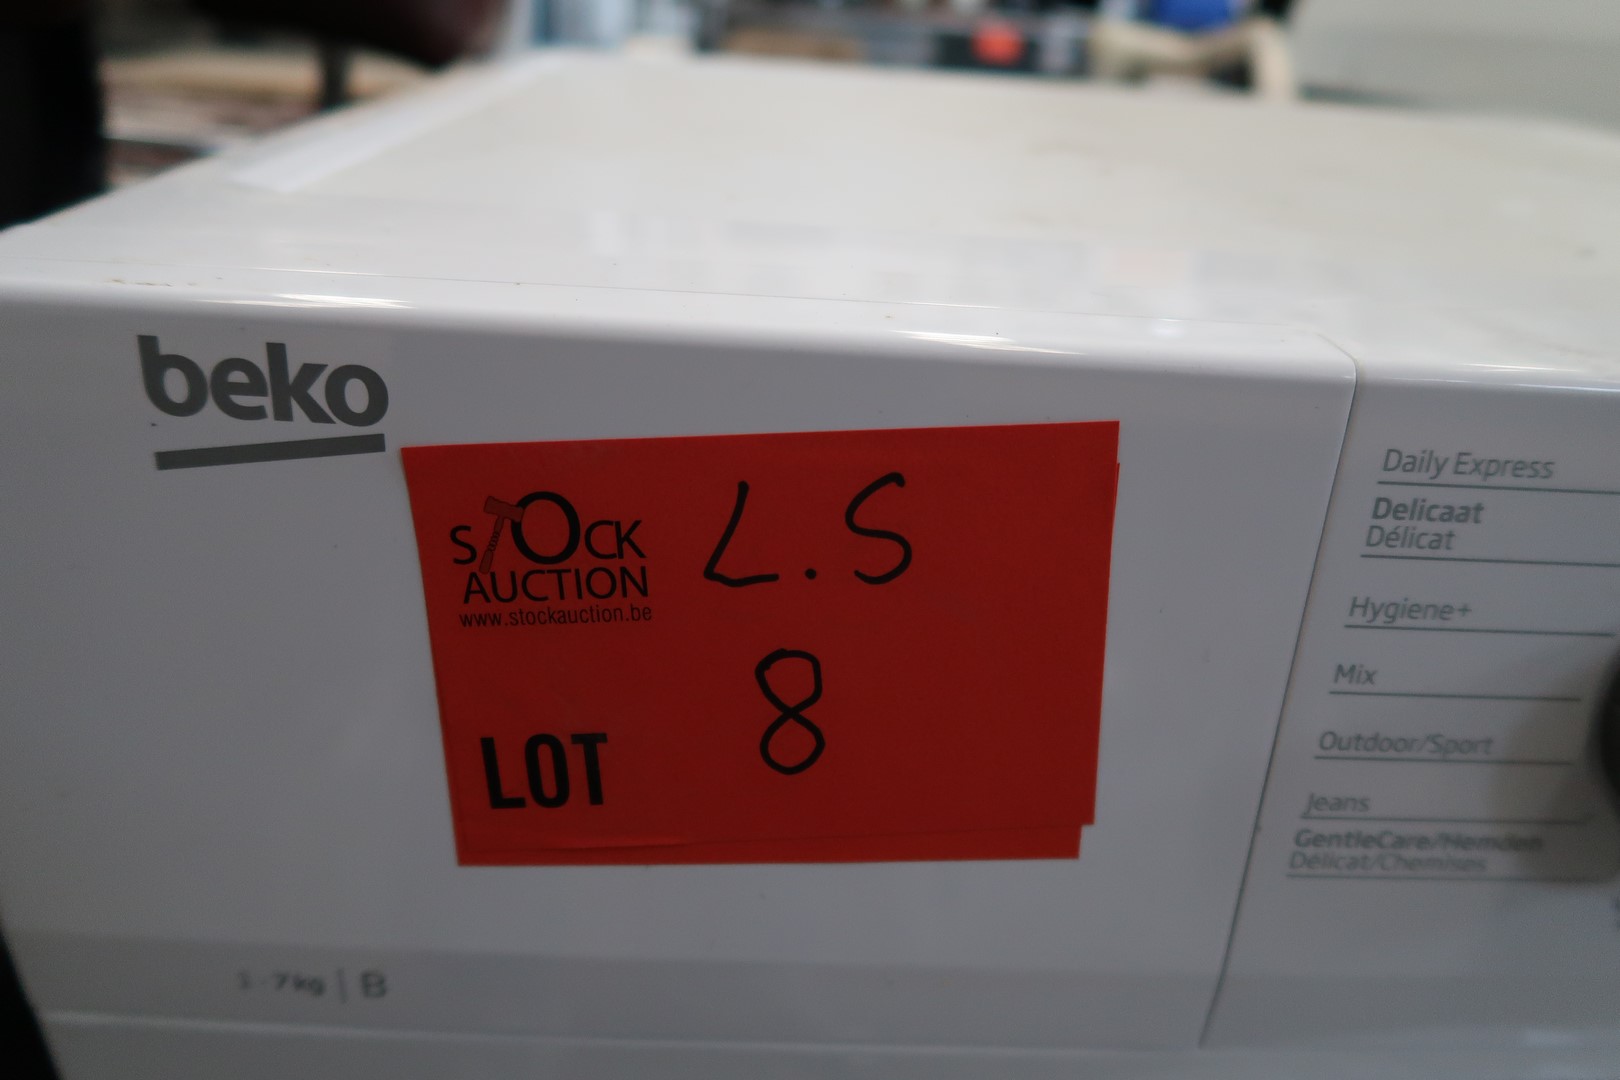 beko
STOCK
AUCTION
www.stockauction.be
L.S
8
LOT
Daily Express
Delicaat
Délicat
Hygiene+
Mix
Outdoor/Sport
Jeans
GentleCare/Hemden
Délicat/Chemises
7kg | B